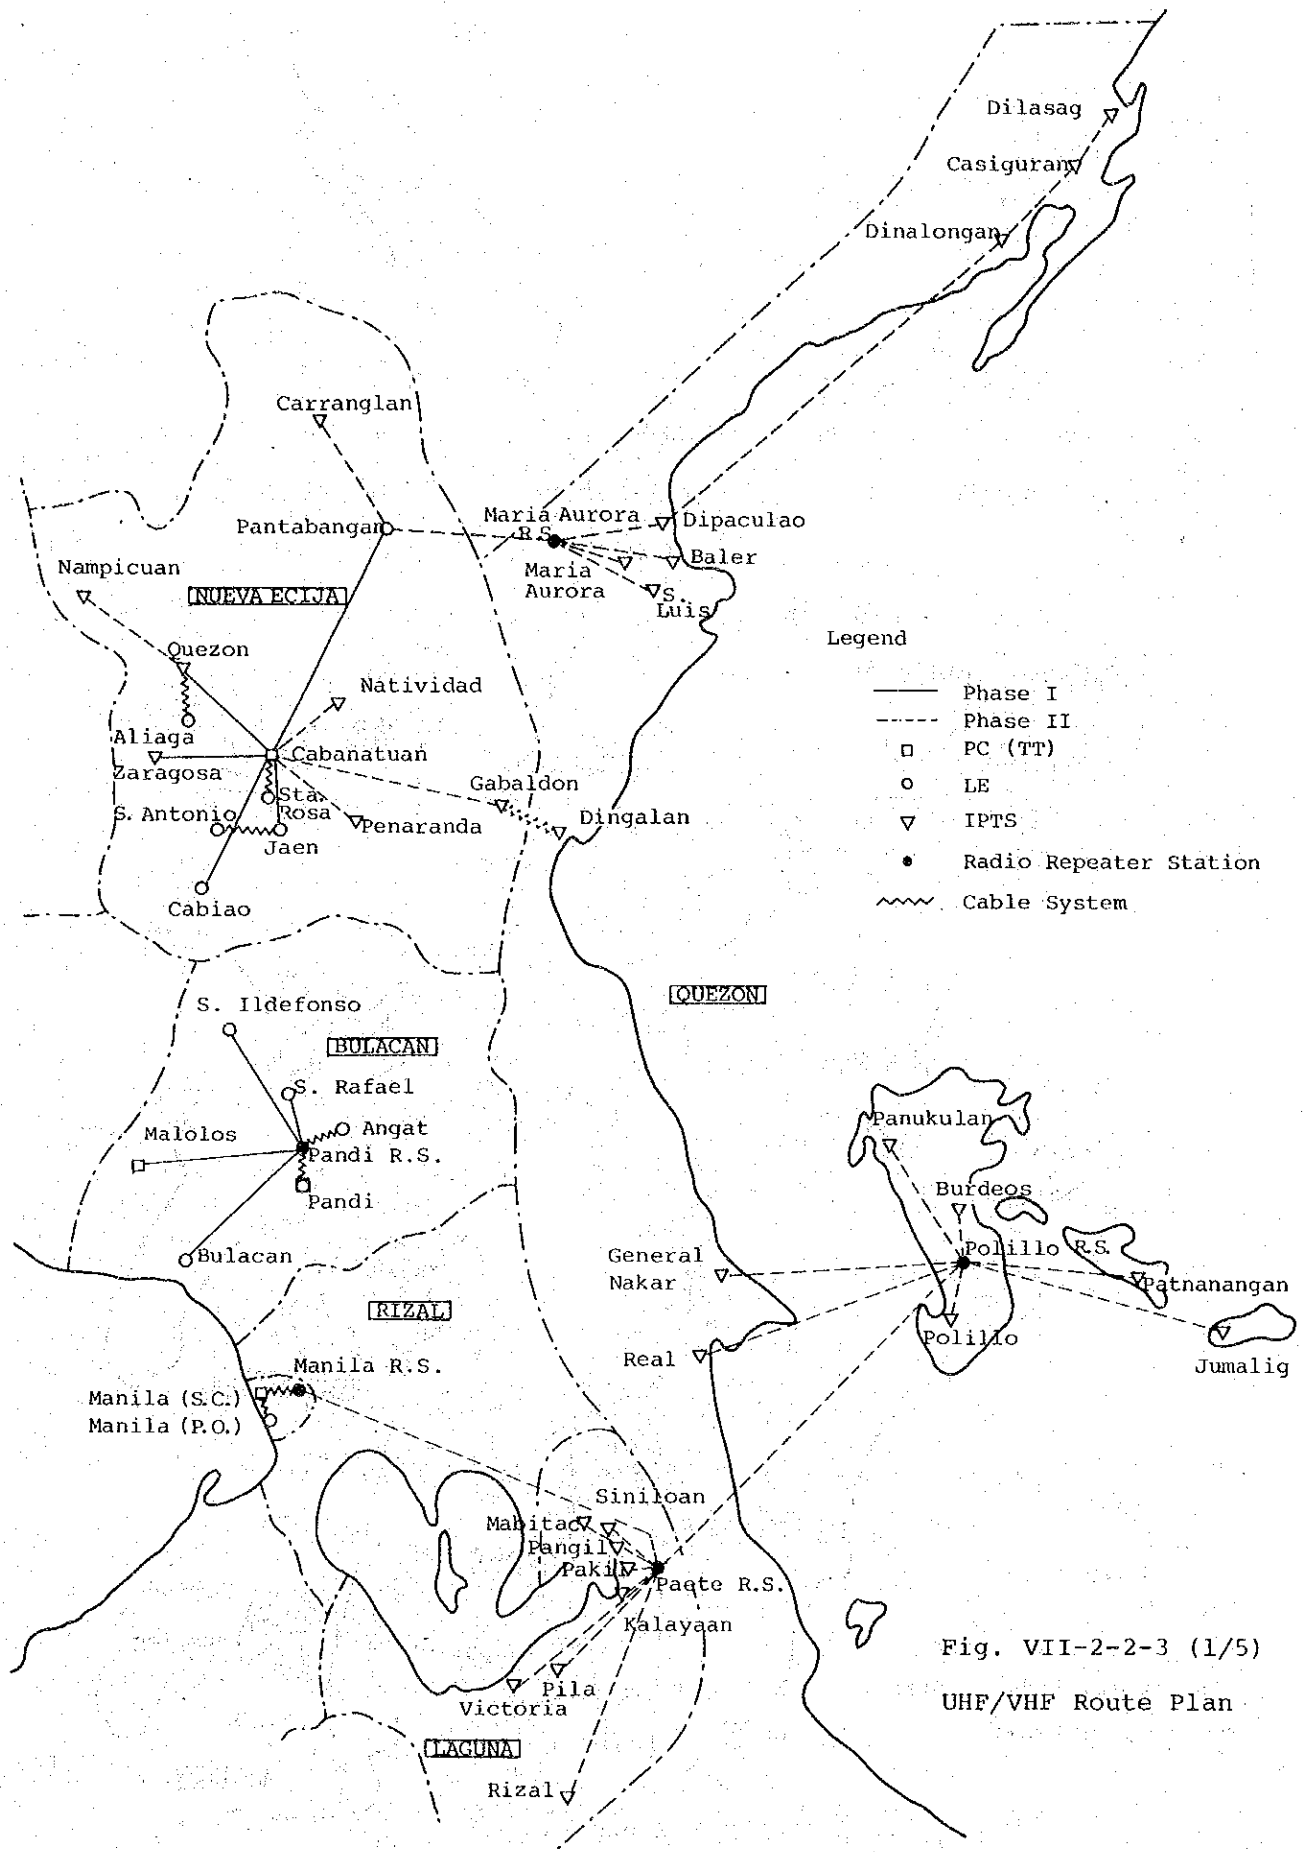 Dilasag
Casiguran
Dinalongan
Carranglan
Pantabangan
Maria Aurora
R.S.
Dipaculao
Baler
Maria
Aurora
S.
Luis
Nampicuan
NUEVA ECIJA
Quezon
Natividad
Aliaga
Cabanatuan
Zaragosa
Gabaldon
Sta.
Rosa
S. Antonio
Penaranda
Dingalan
Jaen
Cabiao
Legend
Phase I
Phase II
PC (TT)
LE
IPTS
Radio Repeater Station
Cable System
QUEZON
S. Ildefonso
BULACAN
S. Rafael
Angat
Malolos
Pandi R.S.
Pandi
Bulacan
Panukulan
Burdeos
Polillo R.S.
General
Nakar
Patnanangan
Polillo
Real
Jumalig
RIZAL
Manila R.S.
Manila (S.C.)
Manila (P.O.)
Siniloan
Mabitac
Pangil
Pakil
Paete R.S.
Kalayaan
Pila
Victoria
LAGUNA
Rizal
Fig. VII-2-2-3 (1/5)
UHF/VHF Route Plan